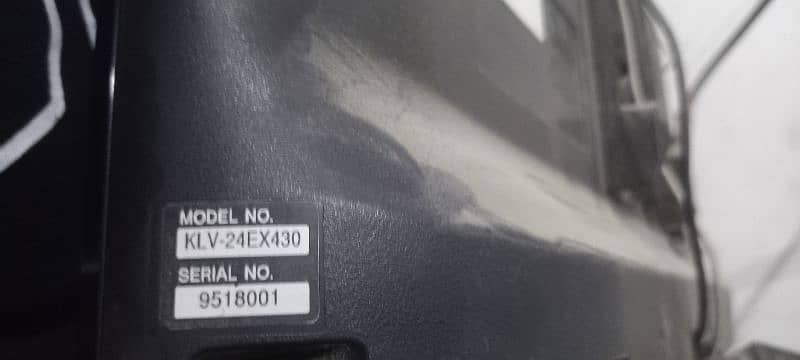 MODEL NO.
KLV-24EX430
SERIAL NO.
9518001